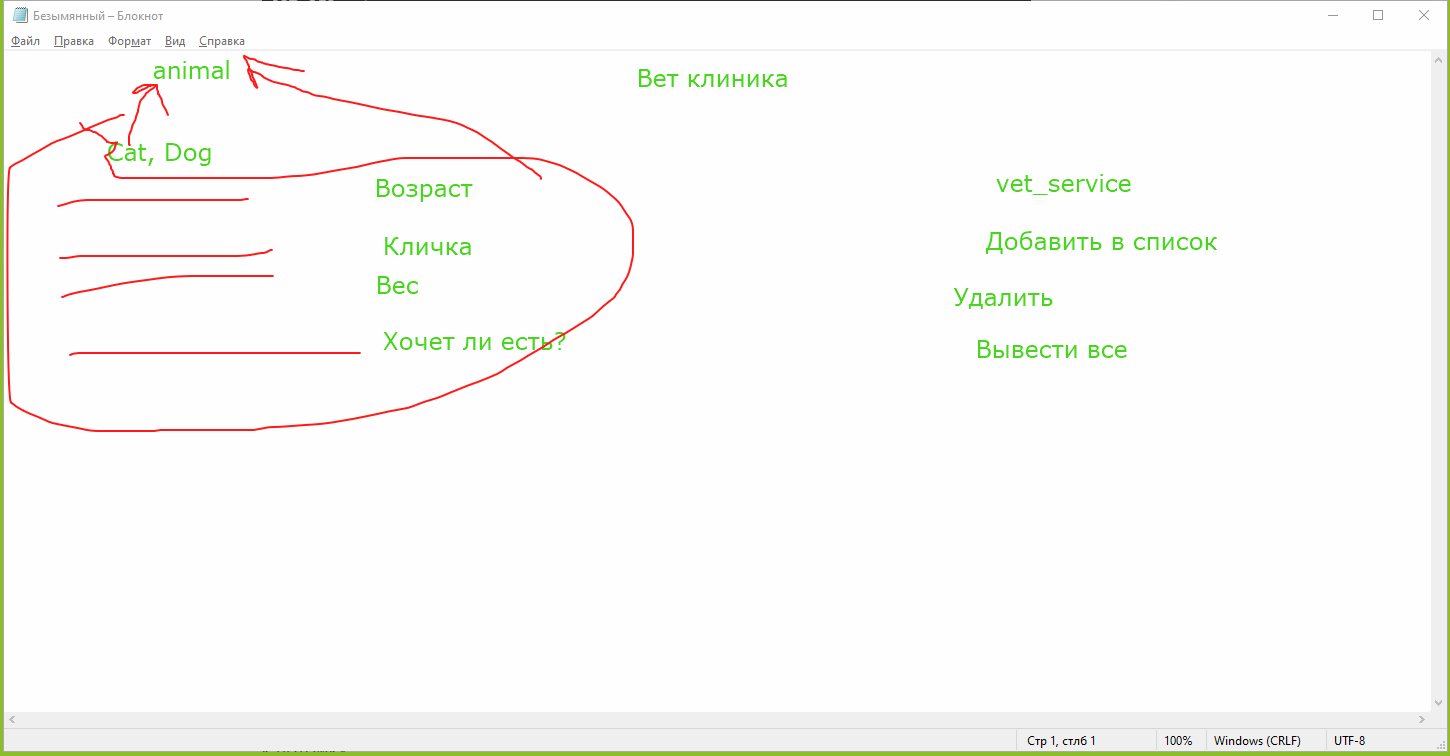 Безымянный – Блокнот
Файл Правка Формат Вид Справка
animal
Вет клиника
Cat, Dog
Возраст
vet_service
Кличка
Добавить в список
Вес
Удалить
Хочет ли есть?
Вывести все
Стр 1, стлб 1 100% Windows (CRLF) UTF-8